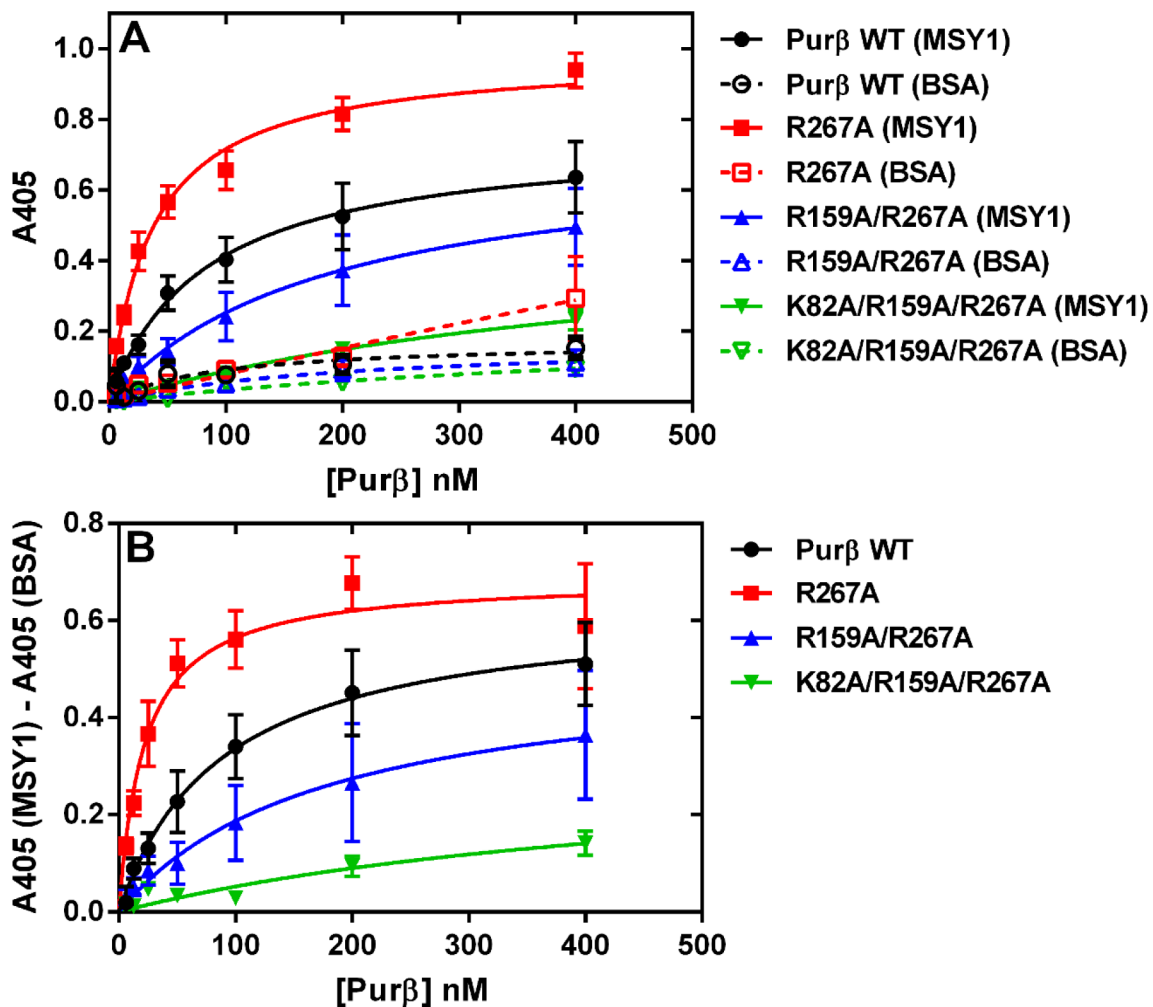 A
A405
1.0
0.8
0.6
0.4
0.2
0.0
0 100 200 300 400 500
[Purβ] nM
Purβ WT (MSY1)
Purβ WT (BSA)
R267A (MSY1)
R267A (BSA)
R159A/R267A (MSY1)
R159A/R267A (BSA)
K82A/R159A/R267A (MSY1)
K82A/R159A/R267A (BSA)
B
A405 (MSY1) - A405 (BSA)
0.8
0.6
0.4
0.2
0.0
0 100 200 300 400 500
[Purβ] nM
Purβ WT
R267A
R159A/R267A
K82A/R159A/R267A